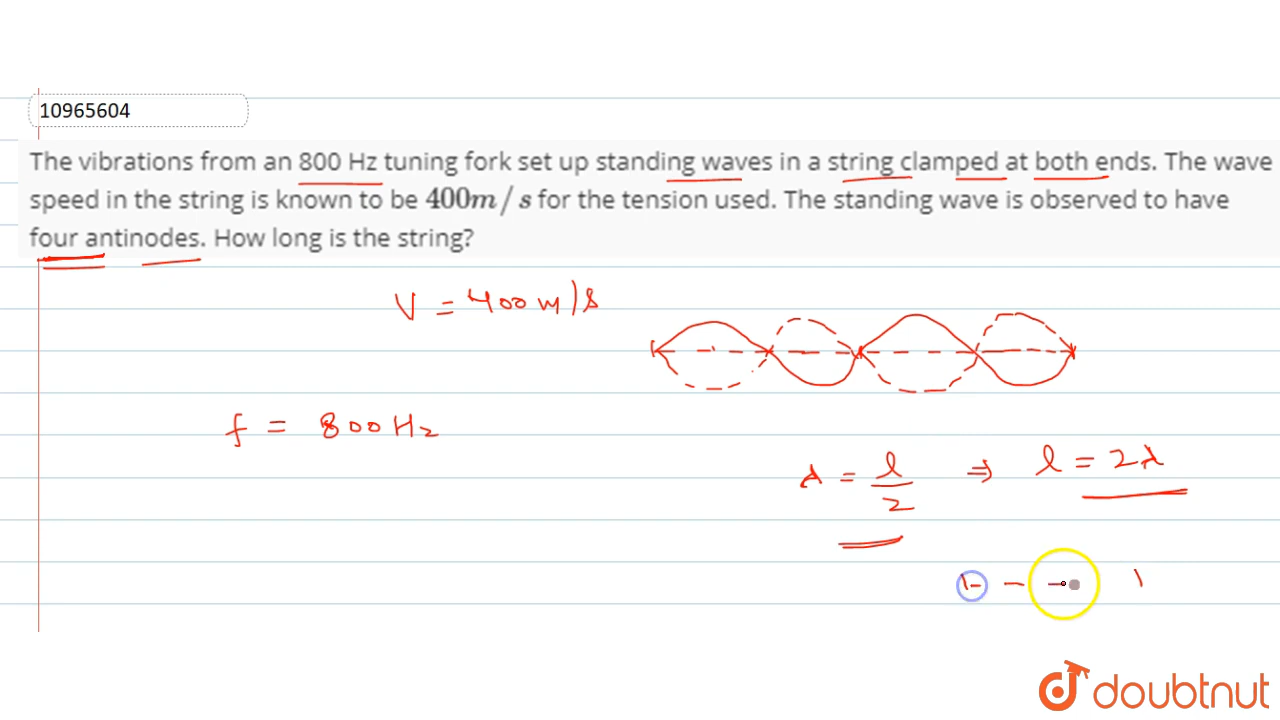 10965604
The vibrations from an 800 Hz tuning fork set up standing waves in a string clamped at both ends. The wave
speed in the string is known to be 400m/s for the tension used. The standing wave is observed to have
four antinodes. How long is the string?
V = 400 m/s
f = 800 Hz
λ = l/2 ⇒ l = 2λ
doubtnut